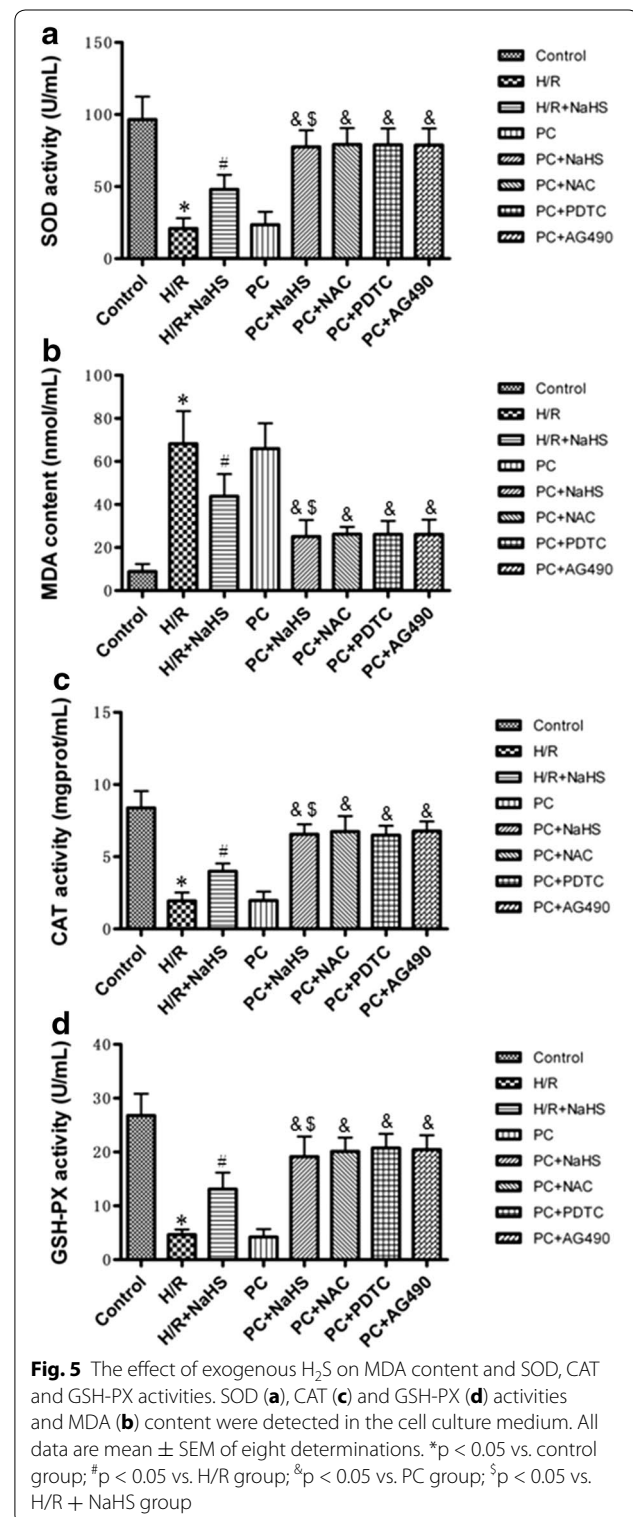 a
150
100
50
0
SOD activity (U/mL)
*
#
& $
&
&
&
Control
H/R
H/R+NaHS
PC
PC+NaHS
PC+NAC
PC+PDTC
PC+AG490
Control
H/R
H/R+NaHS
PC
PC+NaHS
PC+NAC
PC+PDTC
PC+AG490
b
100
80
60
40
20
0
MDA content (nmol/mL)
*
#
& $
&
&
&
Control
H/R
H/R+NaHS
PC
PC+NaHS
PC+NAC
PC+PDTC
PC+AG490
Control
H/R
H/R+NaHS
PC
PC+NaHS
PC+NAC
PC+PDTC
PC+AG490
c
15
10
5
0
CAT activity (mgprot/mL)
*
#
& $
&
&
&
Control
H/R
H/R+NaHS
PC
PC+NaHS
PC+NAC
PC+PDTC
PC+AG490
Control
H/R
H/R+NaHS
PC
PC+NaHS
PC+NAC
PC+PDTC
PC+AG490
d
40
30
20
10
0
GSH-PX activity (U/mL)
*
#
& $
&
&
&
Control
H/R
H/R+NaHS
PC
PC+NaHS
PC+NAC
PC+PDTC
PC+AG490
Control
H/R
H/R+NaHS
PC
PC+NaHS
PC+NAC
PC+PDTC
PC+AG490
Fig. 5 The effect of exogenous H₂S on MDA content and SOD, CAT
and GSH-PX activities. SOD (a), CAT (c) and GSH-PX (d) activities
and MDA (b) content were detected in the cell culture medium. All
data are mean ± SEM of eight determinations. *p < 0.05 vs. control
group; #p < 0.05 vs. H/R group; &p < 0.05 vs. PC group; $p < 0.05 vs.
H/R + NaHS group